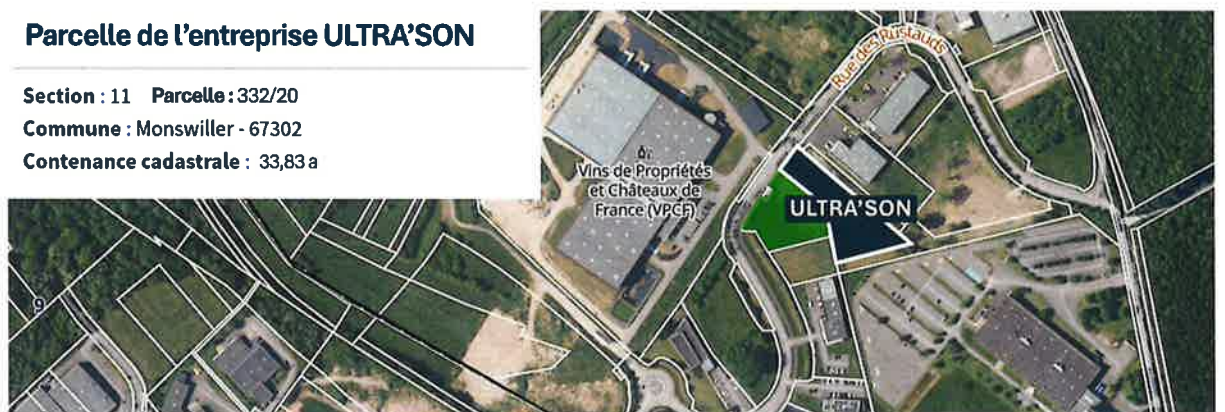 Parcelle de l'entreprise ULTRA'SON
Section : 11 Parcelle : 332/20
Commune : Monswiller - 67302
Contenance cadastrale : 33,83 a
Rue des Rustauds
Vins de Propriétés
et Châteaux de
France (VPCF)
ULTRA'SON
9